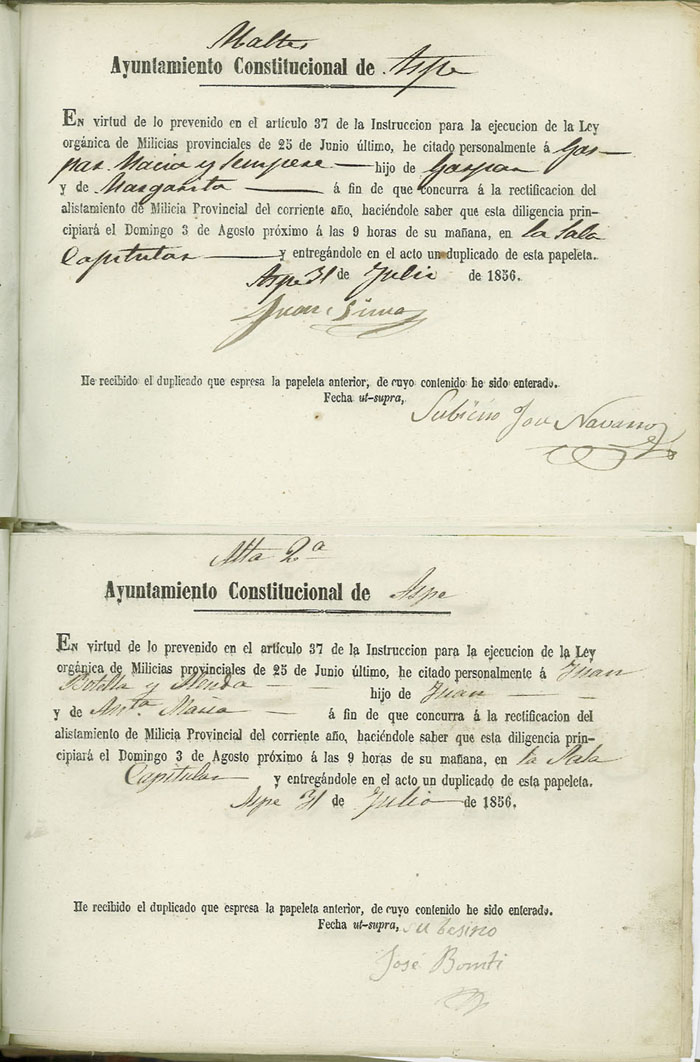 Maltes
Ayuntamiento Constitucional de Aspe
EN virtud de lo prevenido en el artículo 37 de la Instruccion para la ejecucion de la Ley
orgánica de Milicias provinciales de 25 de Junio último, he citado personalmente á Gas-
par Macia y Sempere hijo de Gaspar
y de Margarita á fin de que concurra á la rectificacion del
alistamiento de Milicia Provincial del corriente año, haciéndole saber que esta diligencia prin-
cipiará el Domingo 3 de Agosto próximo á las 9 horas de su mañana, en la Sala
Capitular y entregándole en el acto un duplicado de esta papeleta.
Aspe 31 de Julio de 1856.
Juan
He recibido el duplicado que espresa la papeleta anterior, de cuyo contenido he sido enterado.
Fecha ut-supra,
Navarro
Alta 2ª
Ayuntamiento Constitucional de Aspe
EN virtud de lo prevenido en el artículo 37 de la Instruccion para la ejecucion de la Ley
orgánica de Milicias provinciales de 25 de Junio último, he citado personalmente á Juan
Botella y hijo de Juan
y de Antª Maria á fin de que concurra á la rectificacion del
alistamiento de Milicia Provincial del corriente año, haciéndole saber que esta diligencia prin-
cipiará el Domingo 3 de Agosto próximo á las 9 horas de su mañana, en la Sala
Capitular y entregándole en el acto un duplicado de esta papeleta.
Aspe 31 de Julio de 1856.
He recibido el duplicado que espresa la papeleta anterior, de cuyo contenido he sido enterado.
Fecha ut-supra, su besino
José